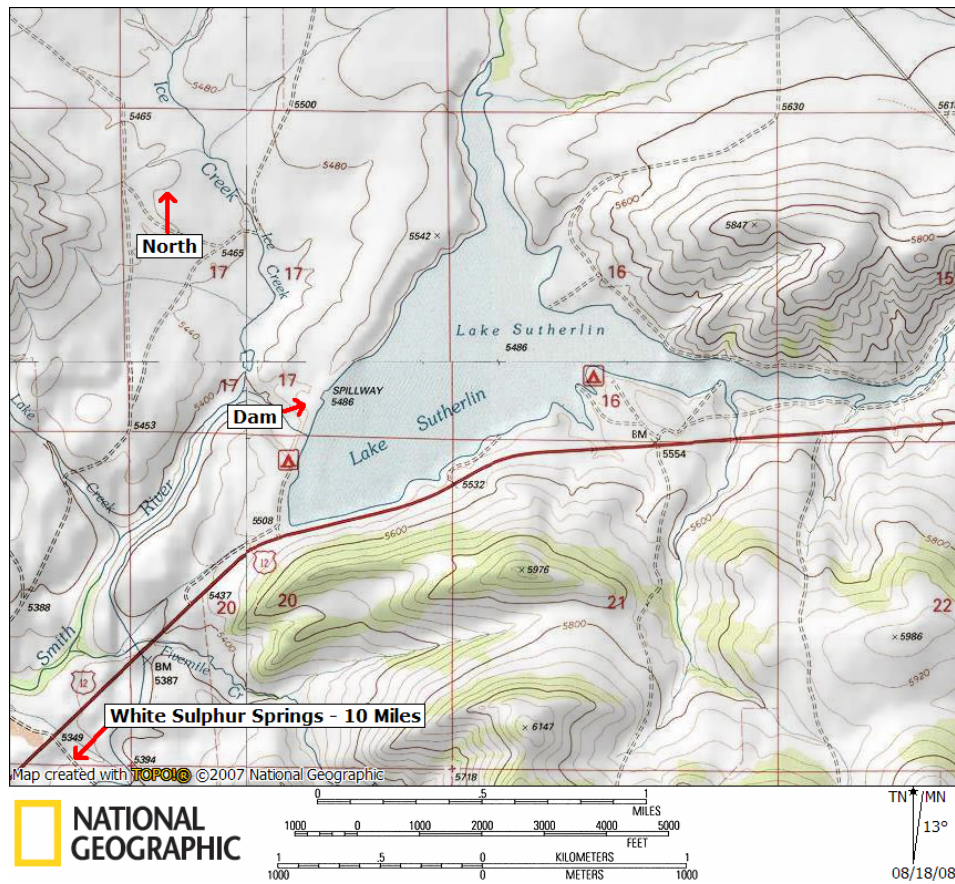 5480
5500
5465
Ice
Creek
5480
5630
5600
5542
5847
5800
North
5465
Ice
Creek
17
17
16
15
5440
Lake Sutherlin
5486
17
17
5400
SPILLWAY
5486
Dam
Lake Sutherlin
16
Lake
Creek
5453
River
BM
5554
5532
5508
5600
5600
12
5976
5437
20
20
21
22
5388
5400
5800
5986
Smith
Fivemile Cr
BM
5387
12
5920
White Sulphur Springs - 10 Miles
6147
5349
5394
5718
Map created with TOPO!® ©2007 National Geographic
NATIONAL
GEOGRAPHIC
0 .5 1
MILES
1000 0 1000 2000 3000 4000 5000
FEET
1 .5 0 KILOMETERS 1
1000 METERS 1000
TN MN
13°
08/18/08